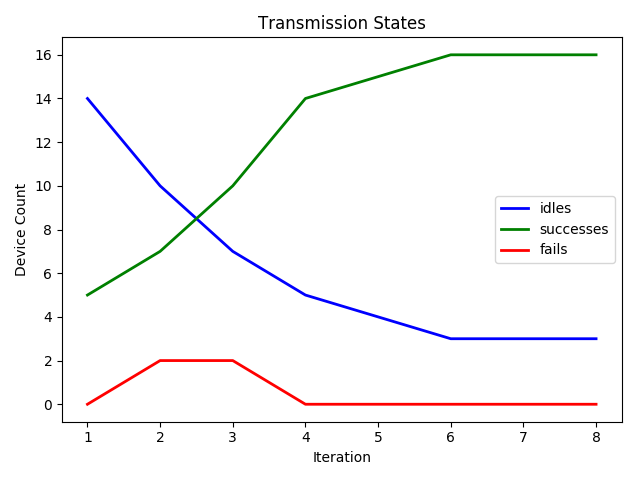 Transmission States
Device Count
16
14
12
10
8
6
4
2
0
idles
successes
fails
1 2 3 4 5 6 7 8
Iteration